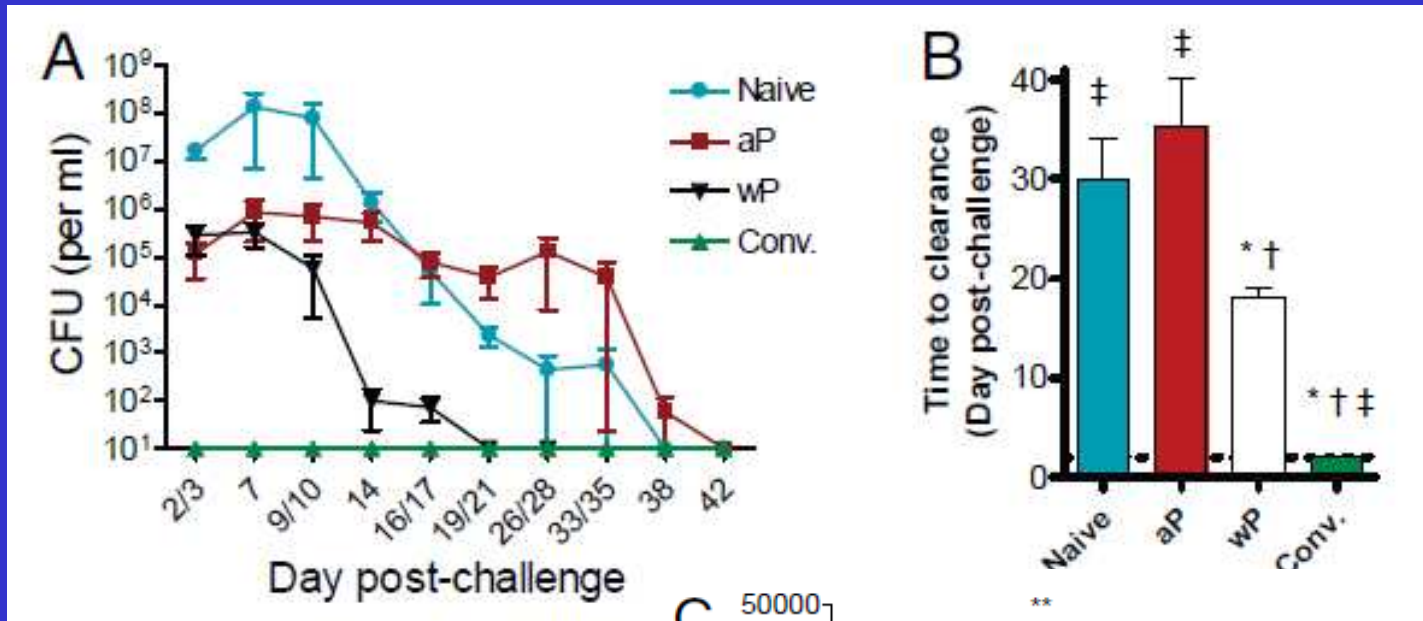 A
CFU (per ml)
10⁹
10⁸
10⁷
10⁶
10⁵
10⁴
10³
10²
10¹
2/3
7
9/10
14
16/17
19/21
26/28
33/35
38
42
Day post-challenge
Naive
aP
wP
Conv.
B
Time to clearance
(Day post-challenge)
40
30
20
10
0
‡
‡
* †
* † ‡
Naive
aP
wP
Conv.
C
50000
**